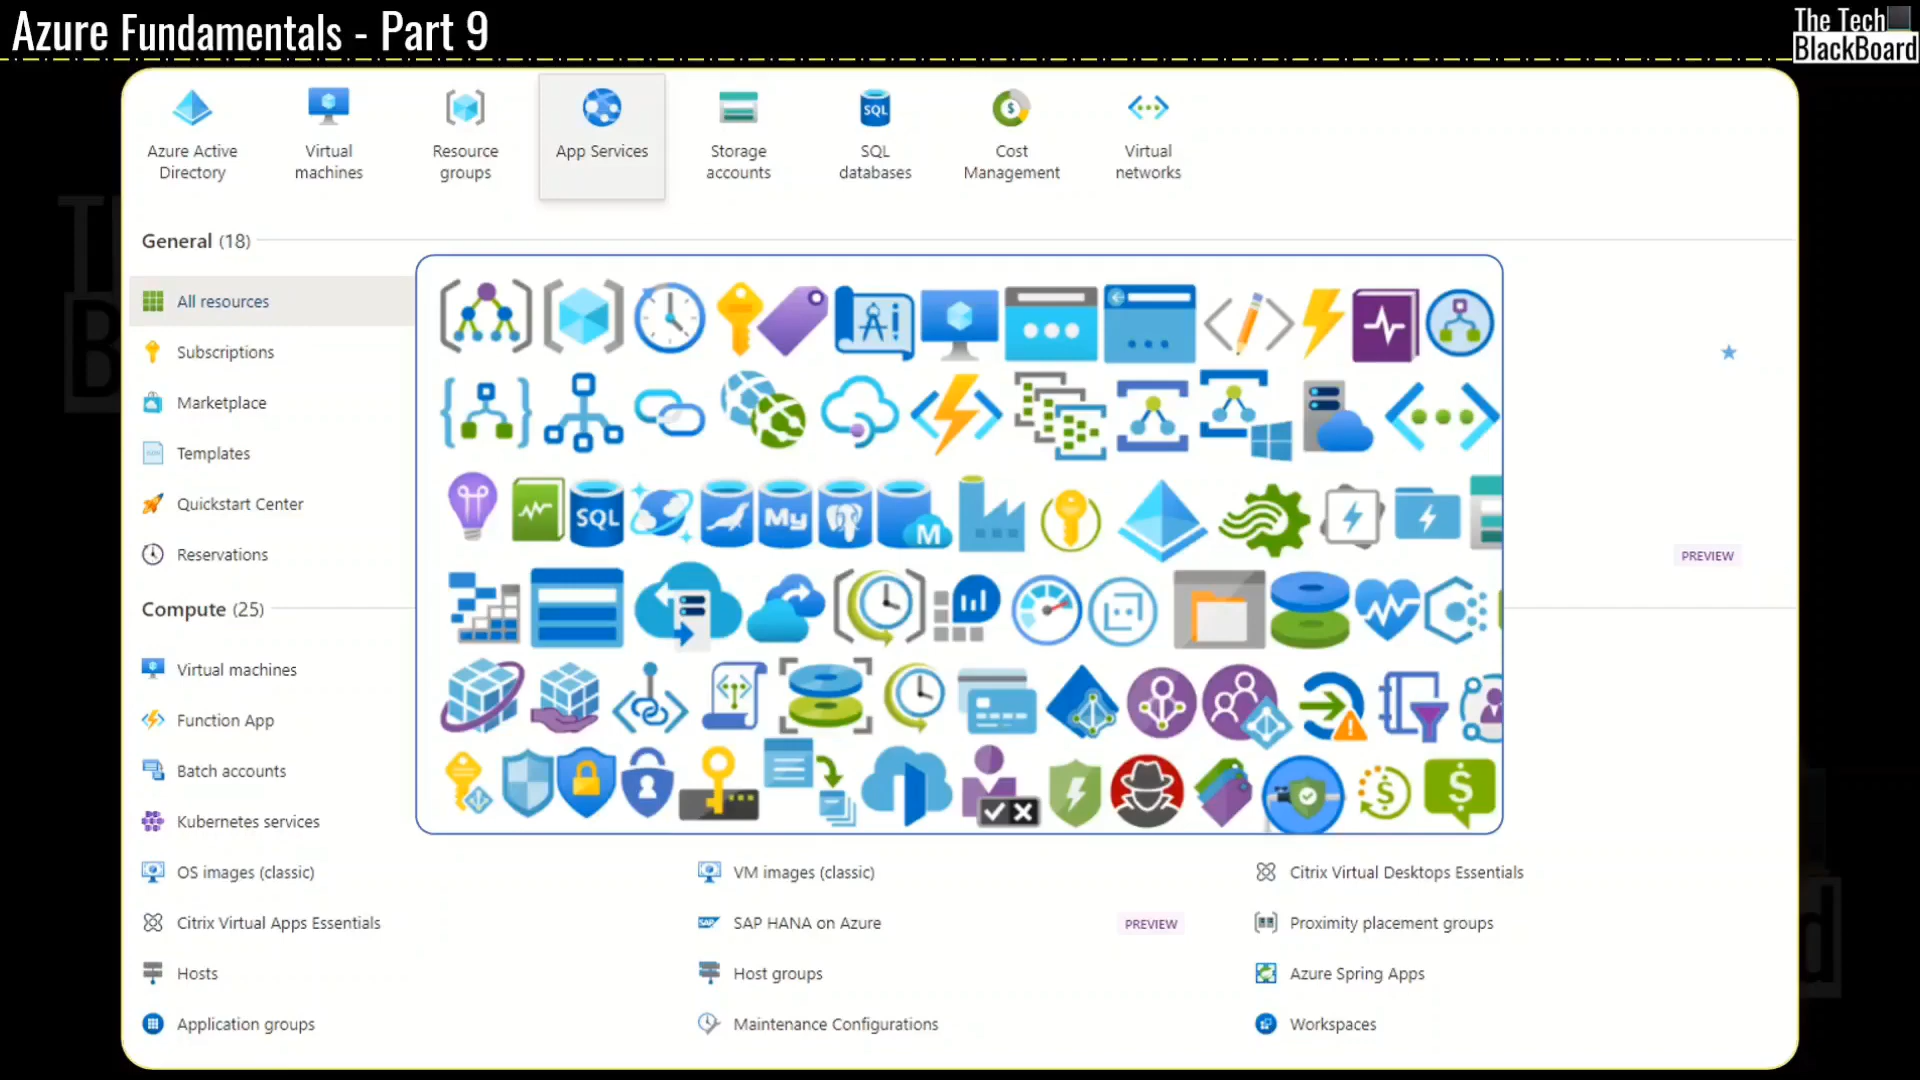 Azure Fundamentals - Part 9
The Tech
BlackBoard
Azure Active
Directory
Virtual
machines
Resource
groups
App Services
Storage
accounts
SQL
SQL
databases
Cost
Management
Virtual
networks
General (18)
All resources
Subscriptions
Marketplace
Templates
Quickstart Center
Reservations
PREVIEW
SQL
My
M
Compute (25)
Virtual machines
Function App
Batch accounts
Kubernetes services
OS images (classic)
VM images (classic)
Citrix Virtual Desktops Essentials
Citrix Virtual Apps Essentials
SAP
SAP HANA on Azure
PREVIEW
Proximity placement groups
Hosts
Host groups
Azure Spring Apps
Application groups
Maintenance Configurations
Workspaces